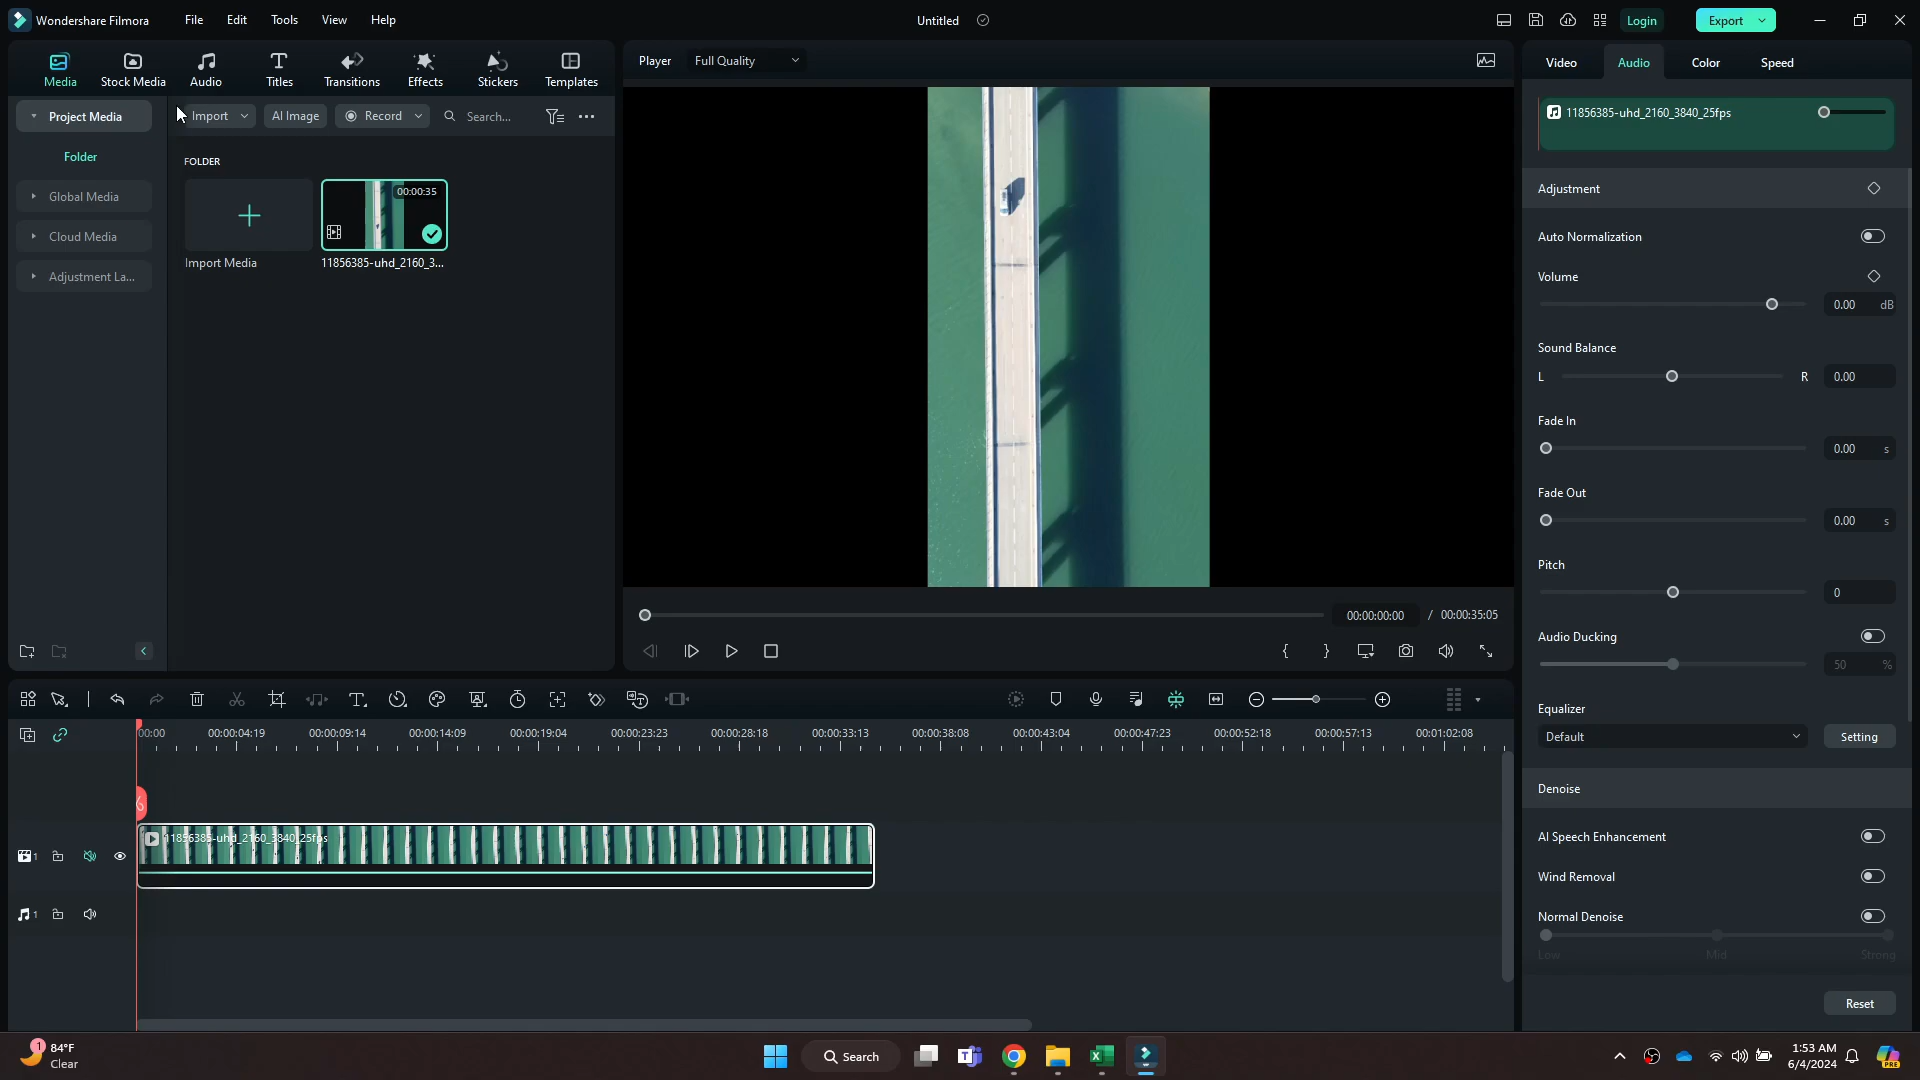 Wondershare Filmora
File
Edit
Tools
View
Help
Untitled
Login
Export
Media
Stock Media
Audio
Titles
Transitions
Effects
Stickers
Templates
Player
Full Quality
Video
Audio
Color
Speed
Project Media
Import
AI Image
Record
Search...
11856385-uhd_2160_3840_25fps
Folder
FOLDER
Global Media
00:00:35
Adjustment
Cloud Media
Auto Normalization
Import Media
11856385-uhd_2160_3...
Adjustment La...
Volume
0.00 dB
Sound Balance
L
R
0.00
Fade In
0.00 s
Fade Out
0.00 s
Pitch
0
00:00:00:00 / 00:00:35:05
Audio Ducking
50 %
Equalizer
Default
Setting
00:00
00:00:04:19
00:00:09:14
00:00:14:09
00:00:19:04
00:00:23:23
00:00:28:18
00:00:33:13
00:00:38:08
00:00:43:04
00:00:47:23
00:00:52:18
00:00:57:13
00:01:02:08
Denoise
11856385-uhd_2160_3840_25fps
AI Speech Enhancement
1
Wind Removal
1
Normal Denoise
Low
Mid
Strong
Reset
1
84°F
Clear
Search
PRE
1:53 AM
6/4/2024